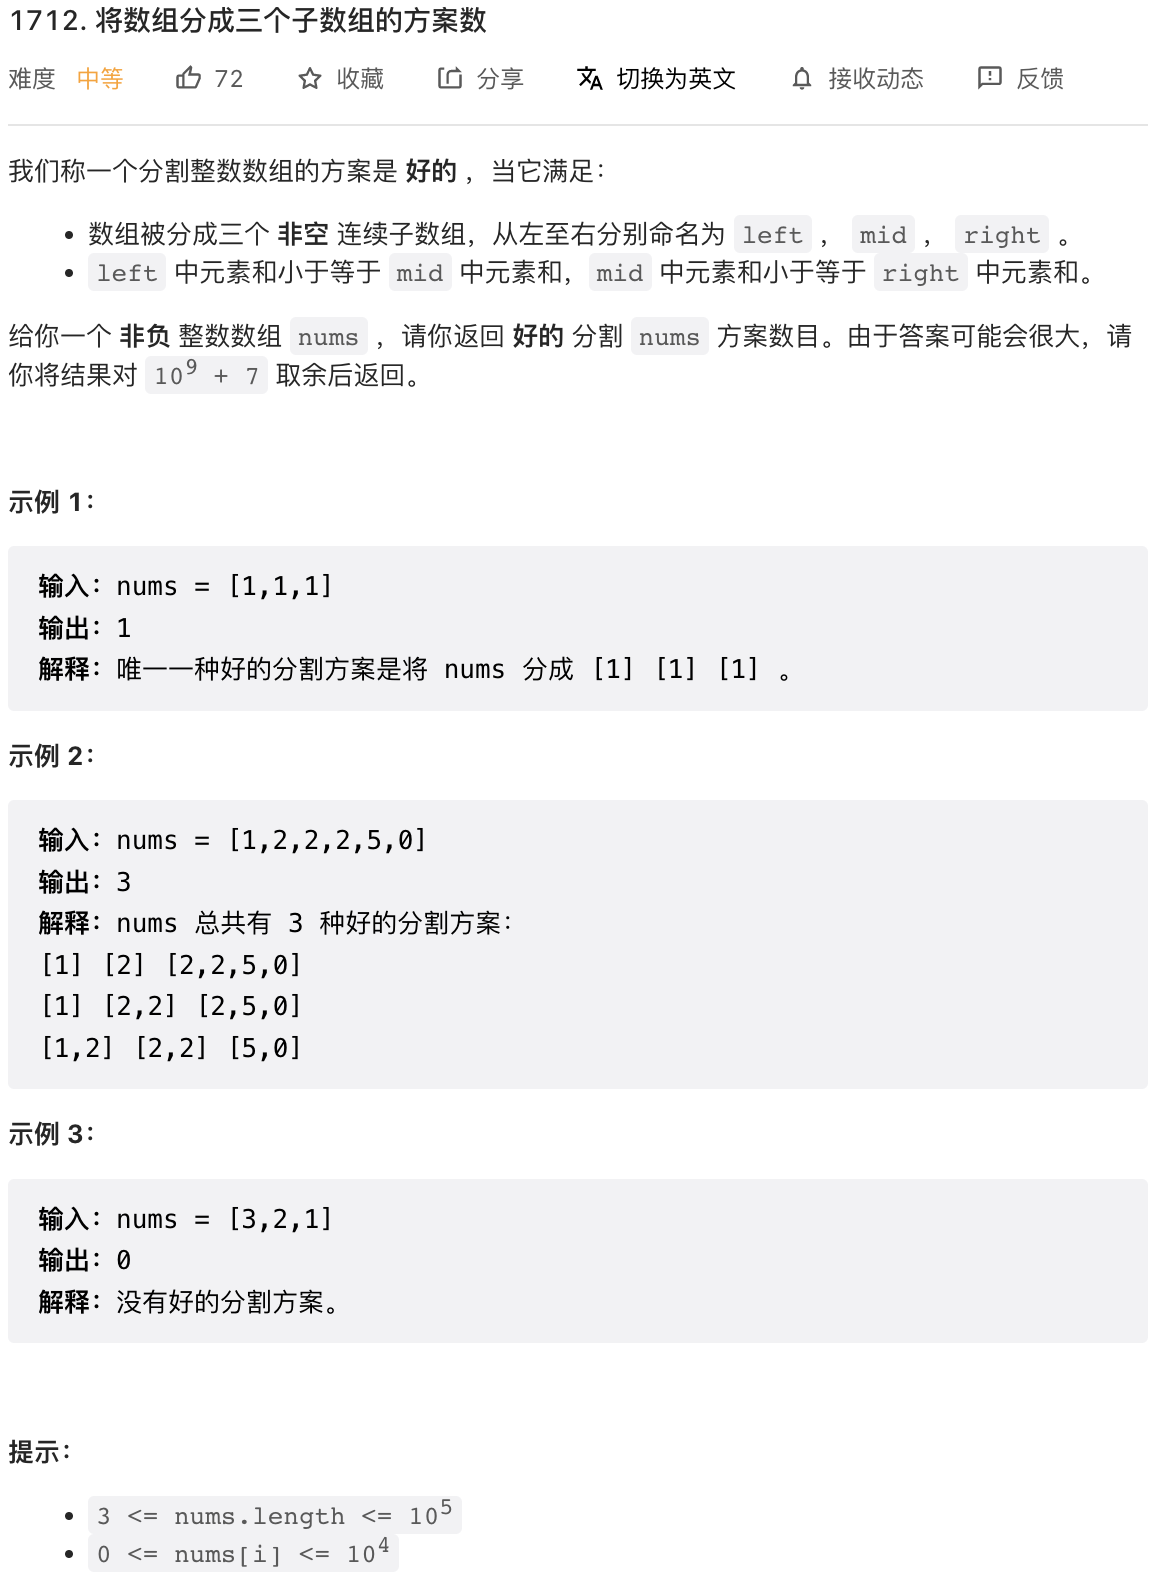 1712. 将数组分成三个子数组的方案数
难度 中等 72 收藏 分享 切换为英文 接收动态 反馈
我们称一个分割整数数组的方案是 好的 ，当它满足：
• 数组被分成三个 非空 连续子数组，从左至右分别命名为 left ， mid ， right 。
• left 中元素和小于等于 mid 中元素和，mid 中元素和小于等于 right 中元素和。
给你一个 非负 整数数组 nums ，请你返回 好的 分割 nums 方案数目。由于答案可能会很大，请
你将结果对 10⁹ + 7 取余后返回。
示例 1：
输入：nums = [1,1,1]
输出：1
解释：唯一一种好的分割方案是将 nums 分成 [1] [1] [1] 。
示例 2：
输入：nums = [1,2,2,2,5,0]
输出：3
解释：nums 总共有 3 种好的分割方案：
[1] [2] [2,2,5,0]
[1] [2,2] [2,5,0]
[1,2] [2,2] [5,0]
示例 3：
输入：nums = [3,2,1]
输出：0
解释：没有好的分割方案。
提示：
• 3 <= nums.length <= 10⁵
• 0 <= nums[i] <= 10⁴